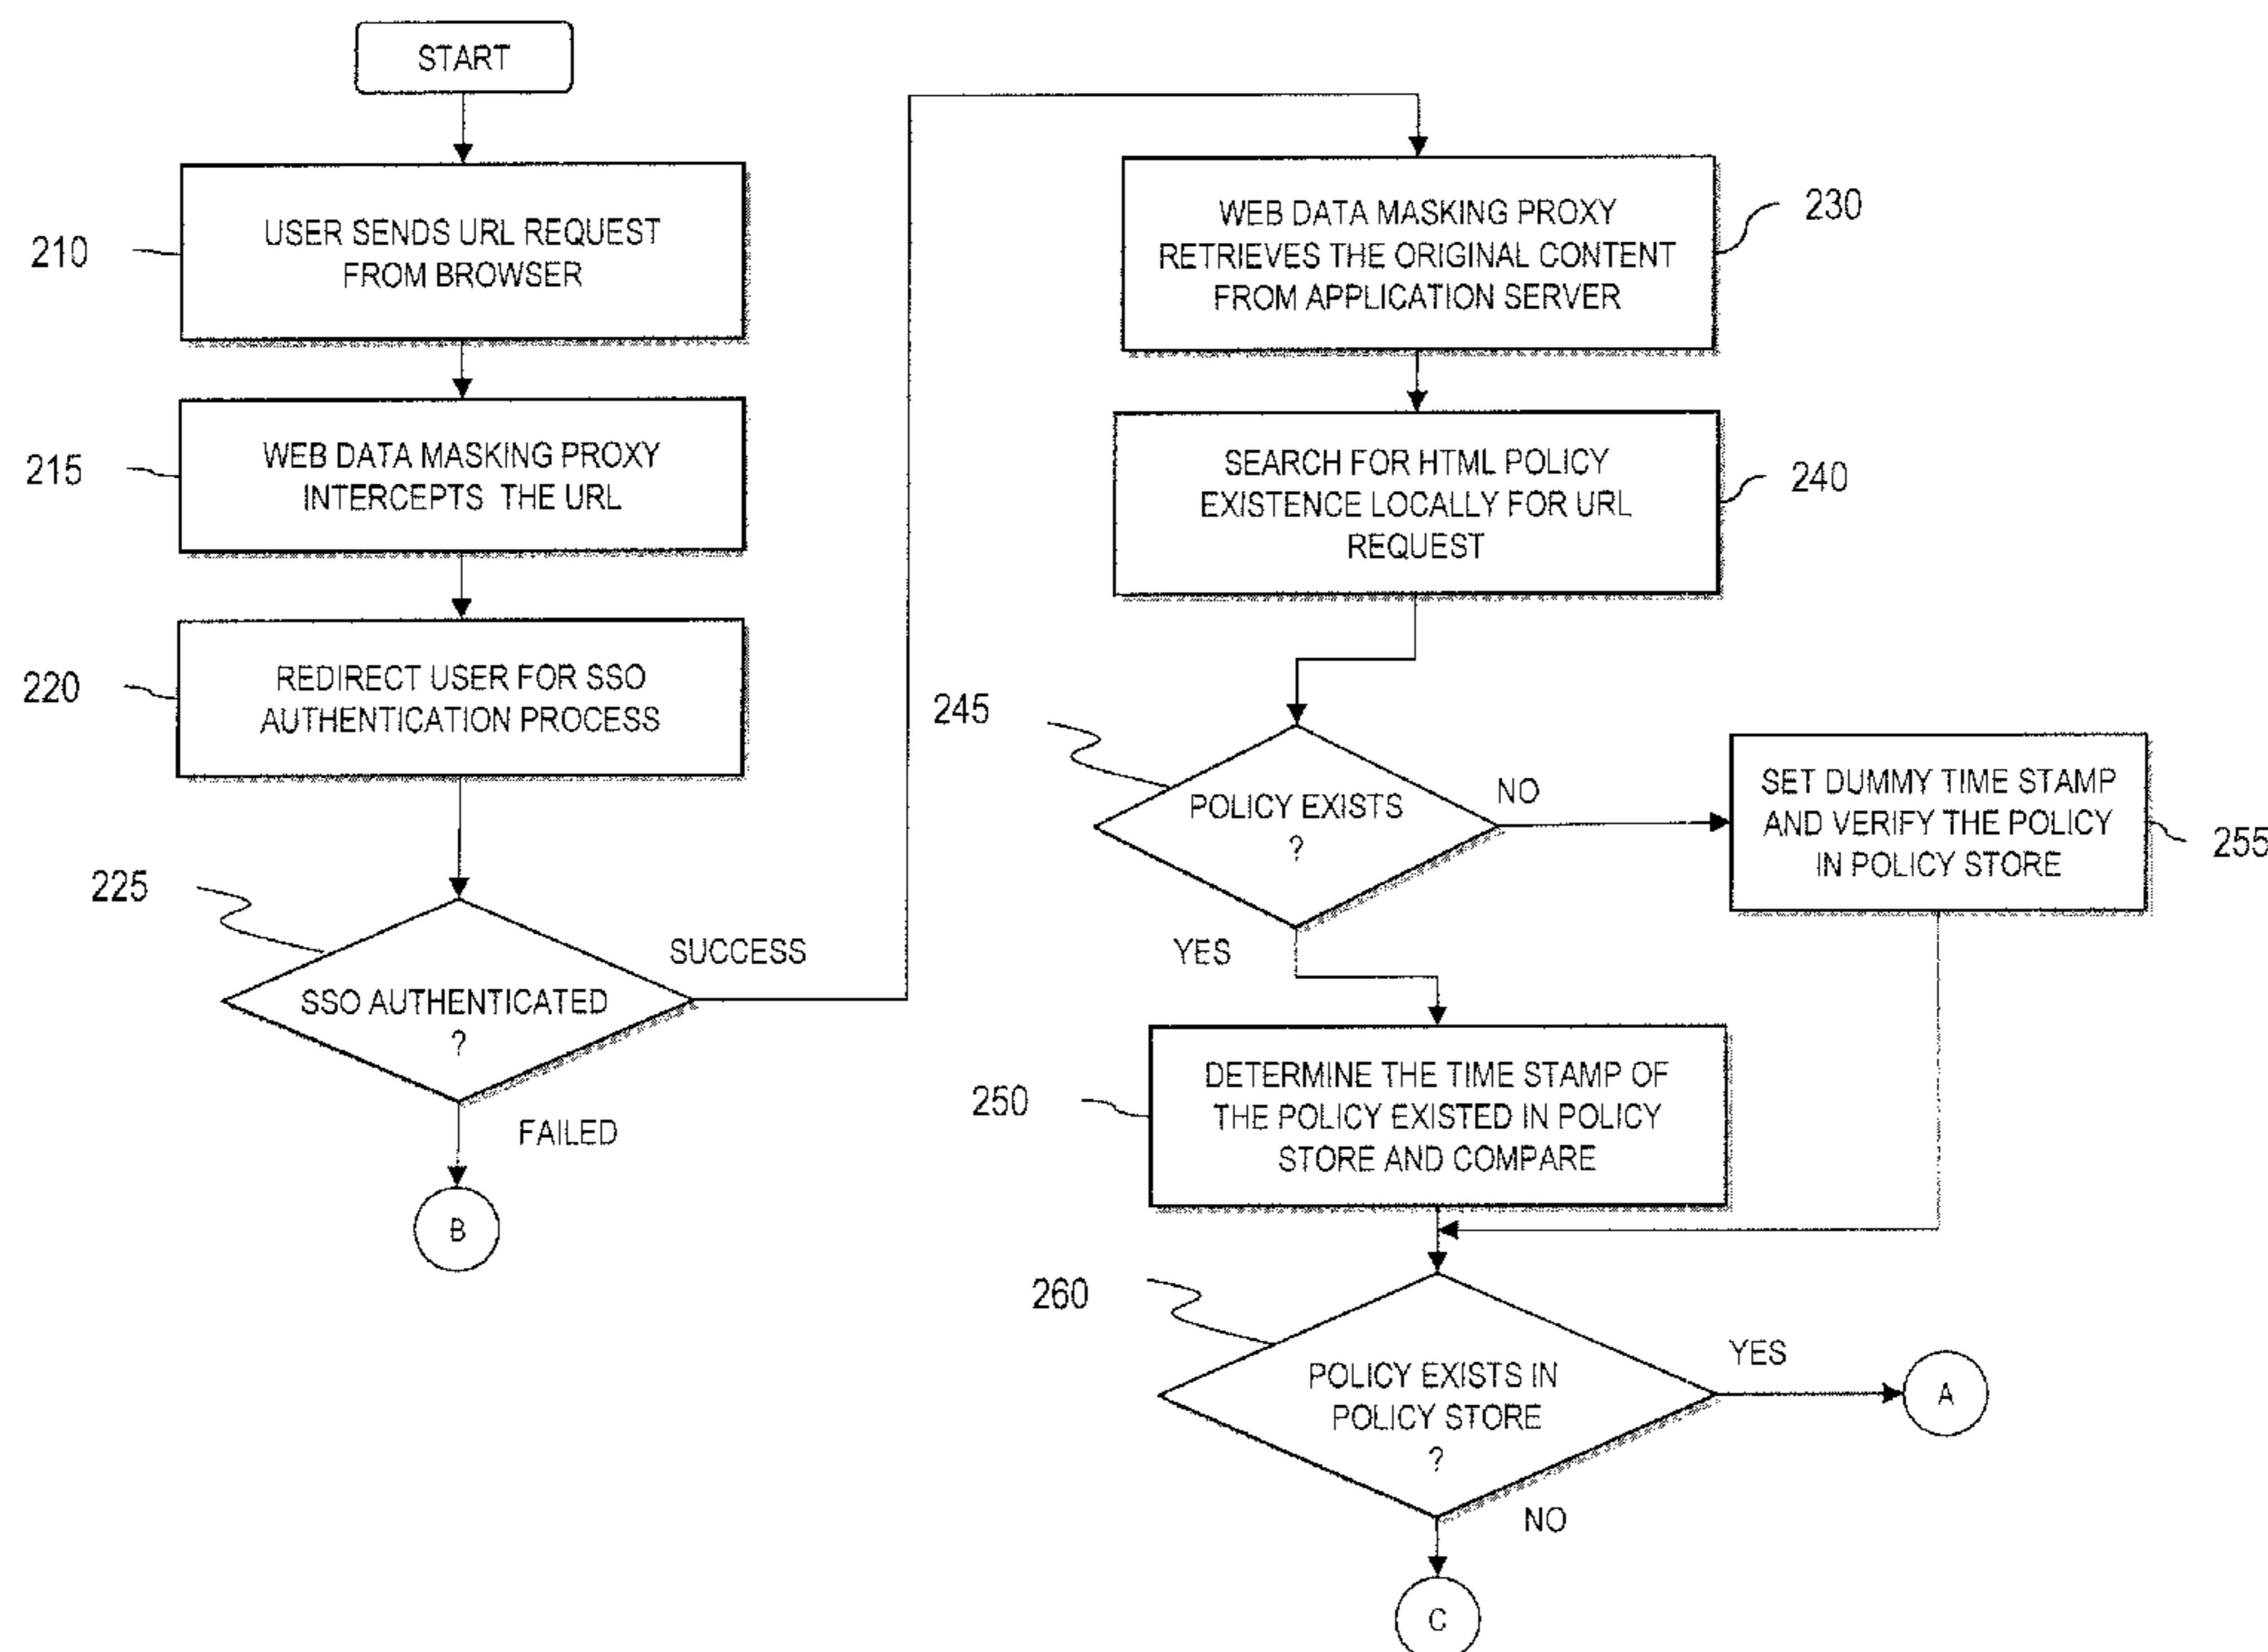 START
210
USER SENDS URL REQUEST
FROM BROWSER
215
WEB DATA MASKING PROXY
INTERCEPTS THE URL
220
REDIRECT USER FOR SSO
AUTHENTICATION PROCESS
225
SSO AUTHENTICATED
?
SUCCESS
FAILED
B
WEB DATA MASKING PROXY
RETRIEVES THE ORIGINAL CONTENT
FROM APPLICATION SERVER
230
SEARCH FOR HTML POLICY
EXISTENCE LOCALLY FOR URL
REQUEST
240
245
POLICY EXISTS
?
NO
SET DUMMY TIME STAMP
AND VERIFY THE POLICY
IN POLICY STORE
255
YES
250
DETERMINE THE TIME STAMP OF
THE POLICY EXISTED IN POLICY
STORE AND COMPARE
260
POLICY EXISTS IN
POLICY STORE
?
YES
A
NO
C